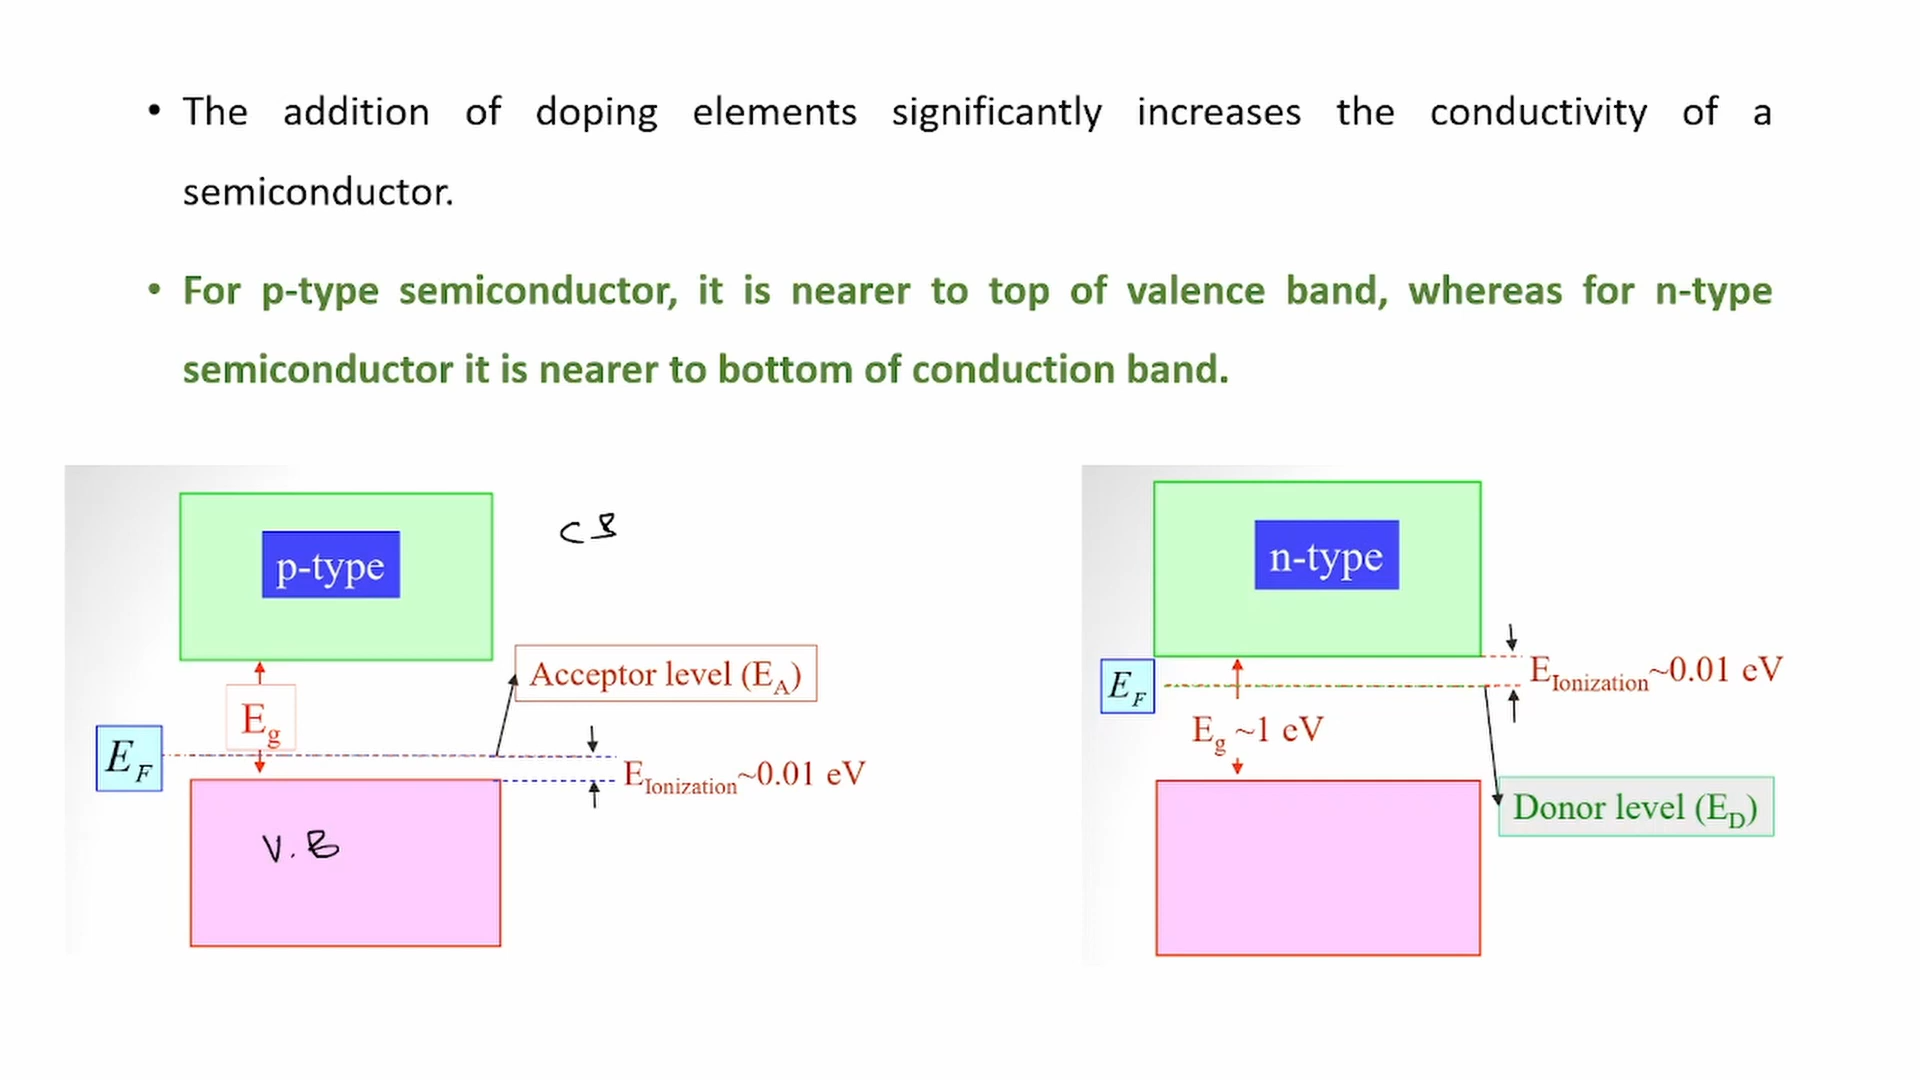 • The addition of doping elements significantly increases the conductivity of a
semiconductor.
• For p-type semiconductor, it is nearer to top of valence band, whereas for n-type
semiconductor it is nearer to bottom of conduction band.
p-type
CB
Acceptor level (E_A)
E_g
E_F
E_Ionization~0.01 eV
V.B
n-type
E_F
E_Ionization~0.01 eV
E_g ~1 eV
Donor level (E_D)